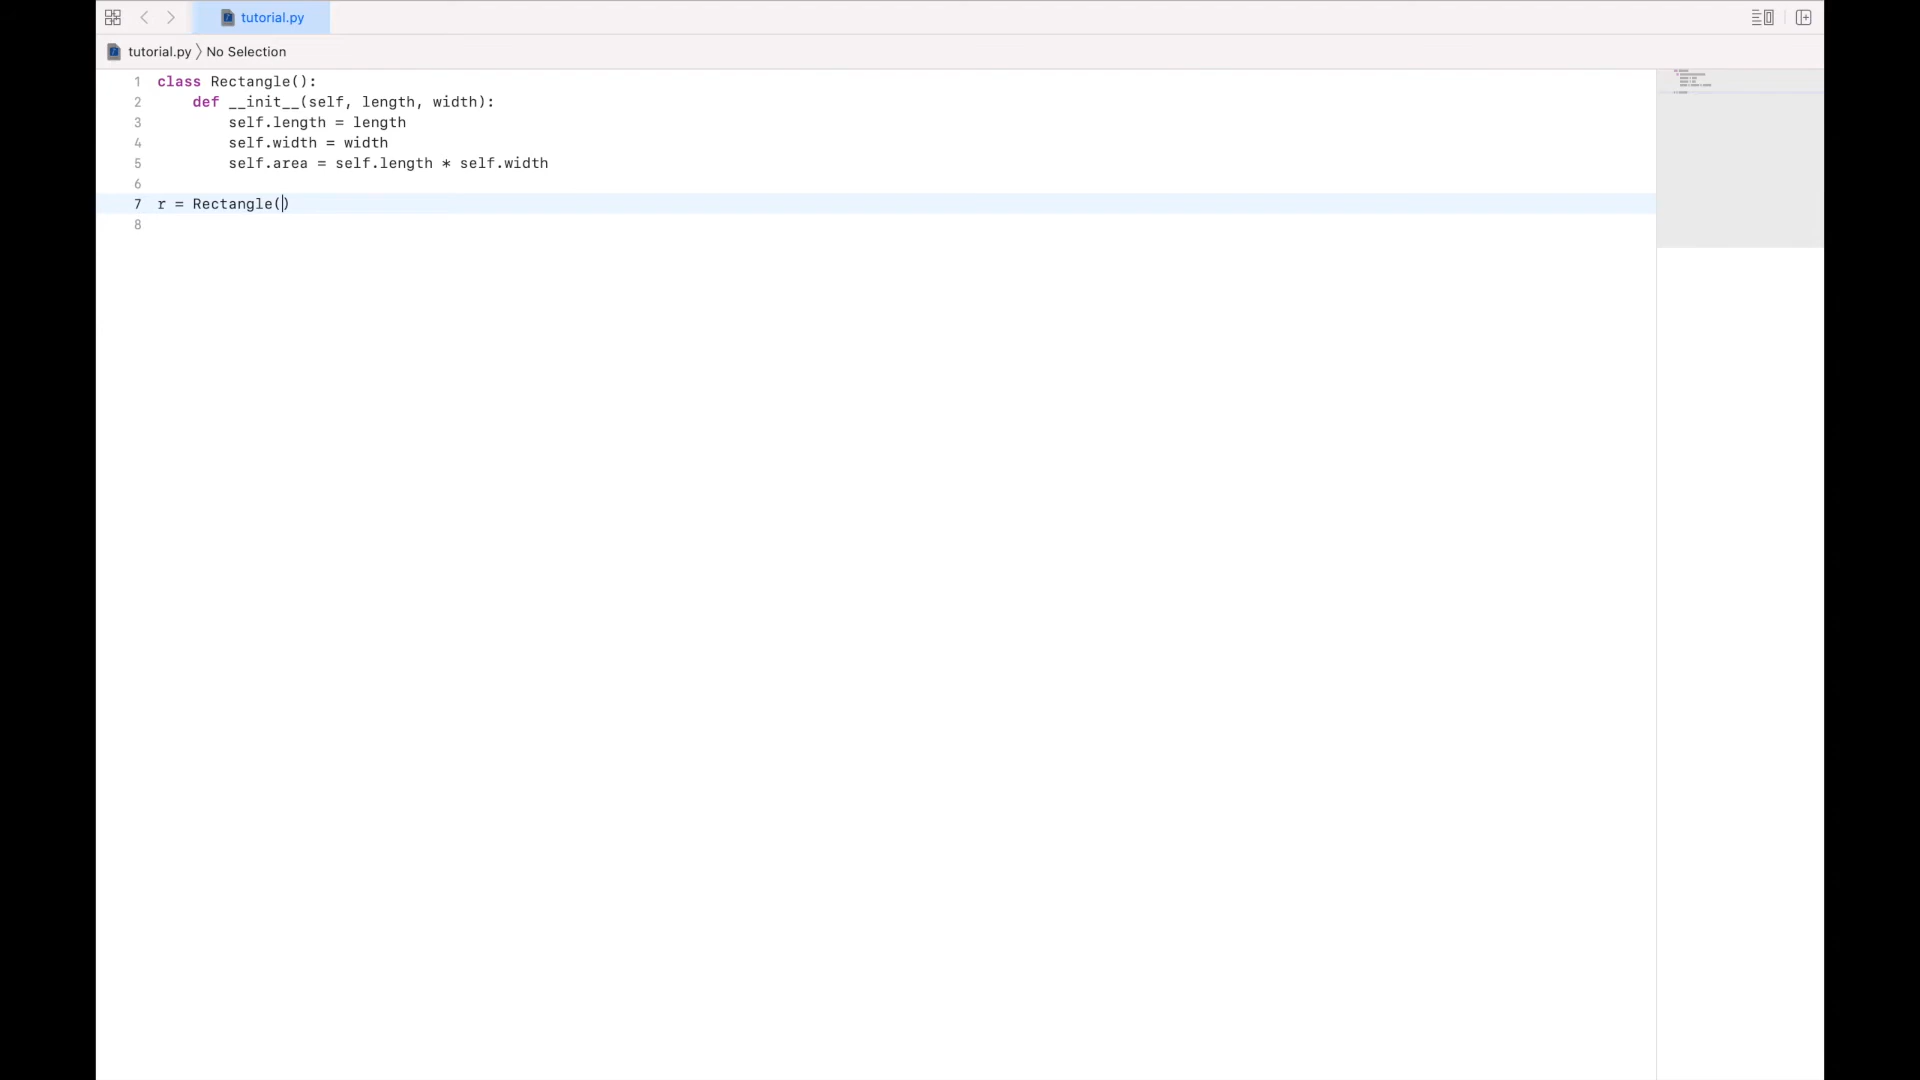 tutorial.py
tutorial.py 〉 No Selection
1 class Rectangle():
2     def __init__(self, length, width):
3         self.length = length
4         self.width = width
5         self.area = self.length * self.width
6
7 r = Rectangle()
8